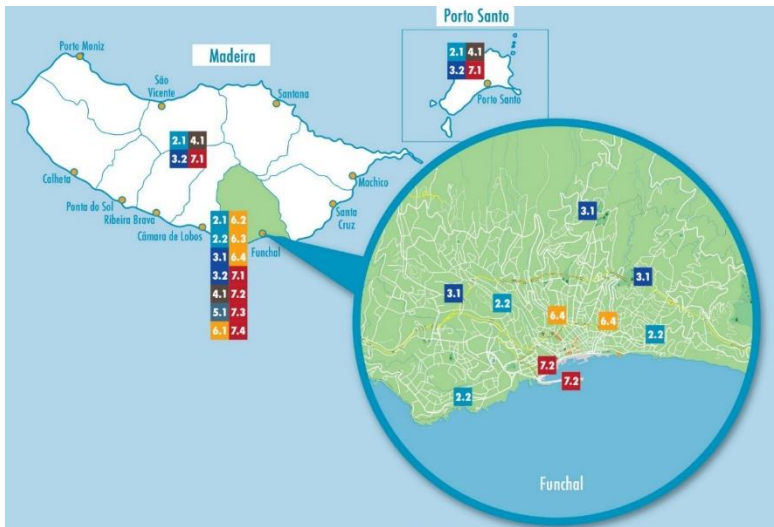 Porto Santo
Madeira
Porto Moniz
São
Vicente
Santana
2.1 4.1
3.2 7.1
Porto Santo
2.1 4.1
3.2 7.1
Calheta
Ponta do Sol
Ribeira Brava
Câmara de Lobos
Funchal
Machico
Santa
Cruz
2.1 6.2
2.2 6.3
3.1 6.4
3.2 7.1
4.1 7.2
5.1 7.3
6.1 7.4
3.1
3.1
3.1
2.2
6.4
6.4
2.2
7.2
7.2
2.2
Funchal